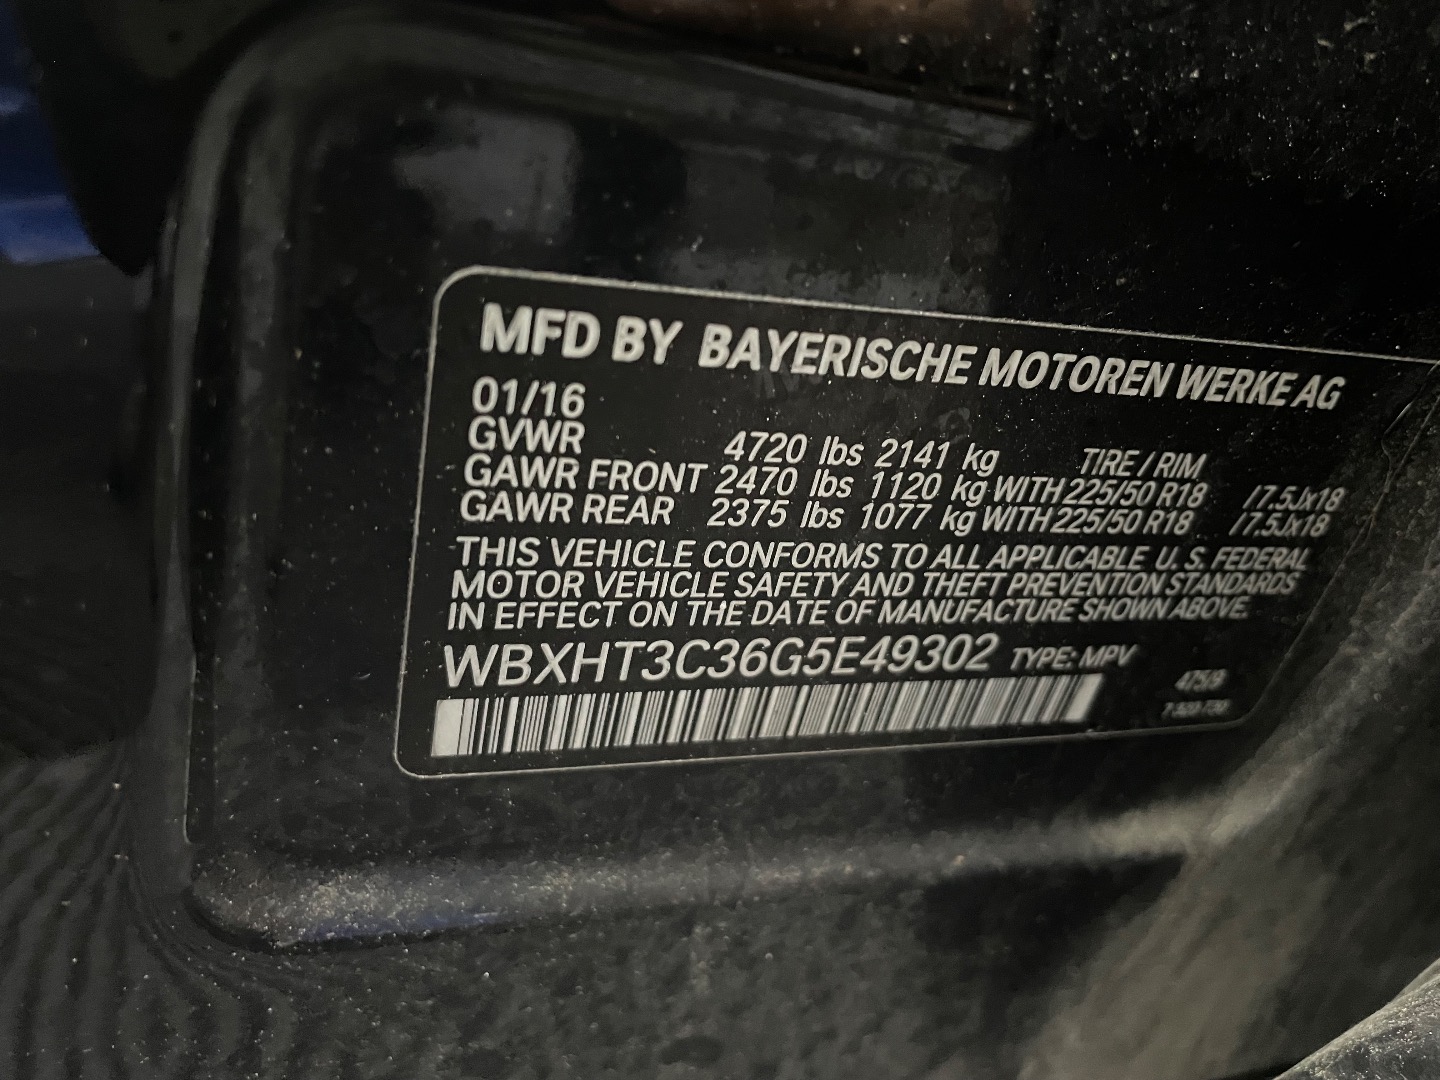 MFD BY BAYERISCHE MOTOREN WERKE AG
01/16
GVWR 4720 lbs 2141 kg TIRE / RIM
GAWR FRONT 2470 lbs 1120 kg WITH 225/50 R18 /7.5Jx18
GAWR REAR 2375 lbs 1077 kg WITH 225/50 R18 /7.5Jx18
THIS VEHICLE CONFORMS TO ALL APPLICABLE U. S. FEDERAL
MOTOR VEHICLE SAFETY AND THEFT PREVENTION STANDARDS
IN EFFECT ON THE DATE OF MANUFACTURE SHOWN ABOVE.
WBXHT3C36G5E49302 TYPE: MPV